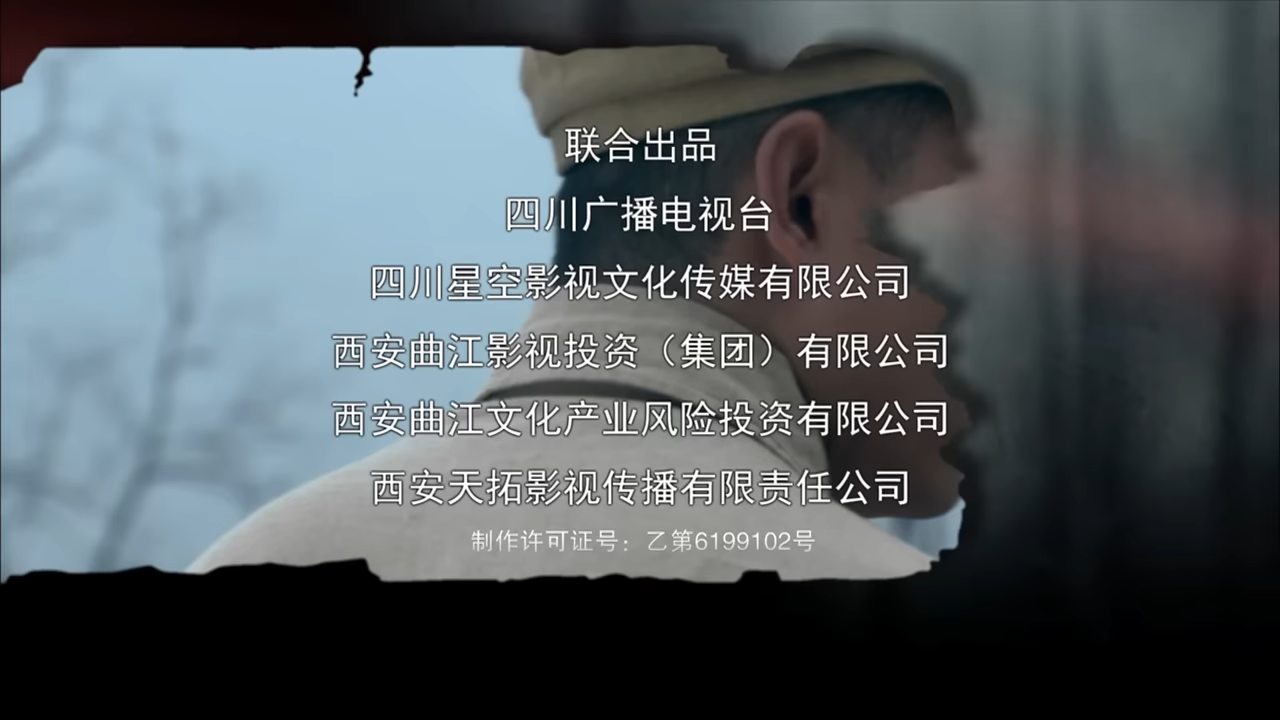 联合出品
四川广播电视台
四川星空影视文化传媒有限公司
西安曲江影视投资（集团）有限公司
西安曲江文化产业风险投资有限公司
西安天拓影视传播有限责任公司
制作许可证号：乙第6199102号